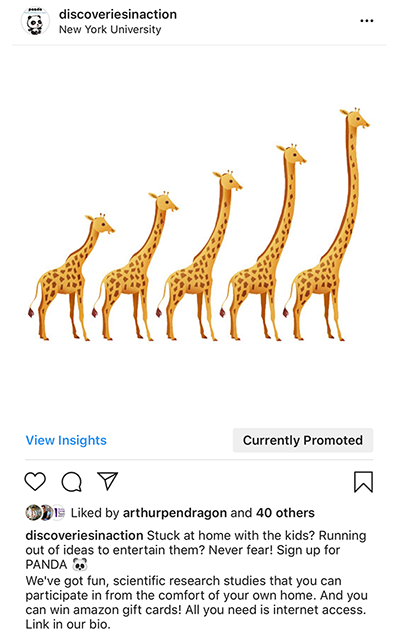 panda
discoveriesinaction
New York University
View Insights
Currently Promoted
Liked by arthurpendragon and 40 others
discoveriesinaction Stuck at home with the kids? Running
out of ideas to entertain them? Never fear! Sign up for
PANDA 🐼
We've got fun, scientific research studies that you can
participate in from the comfort of your own home. And you
can win amazon gift cards! All you need is internet access.
Link in our bio.